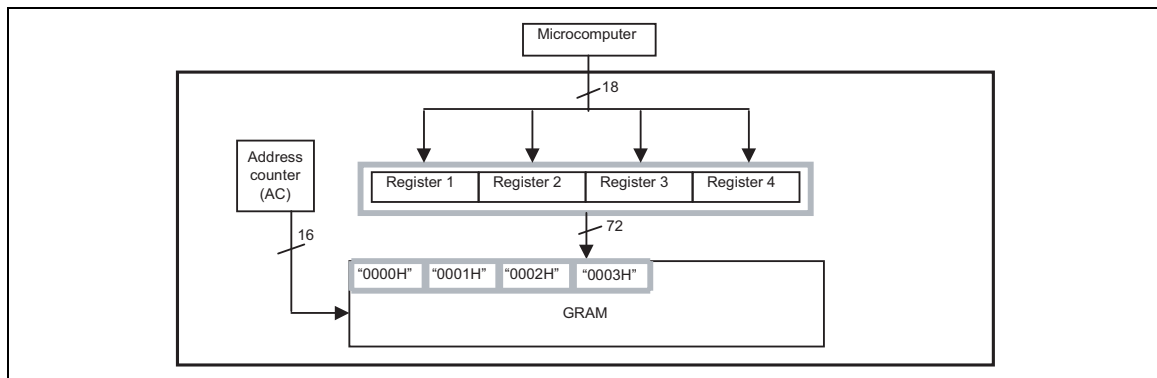 Microcomputer
18
Address
counter
(AC)
Register 1 Register 2 Register 3 Register 4
16
72
“0000H” “0001H” “0002H” “0003H”
GRAM